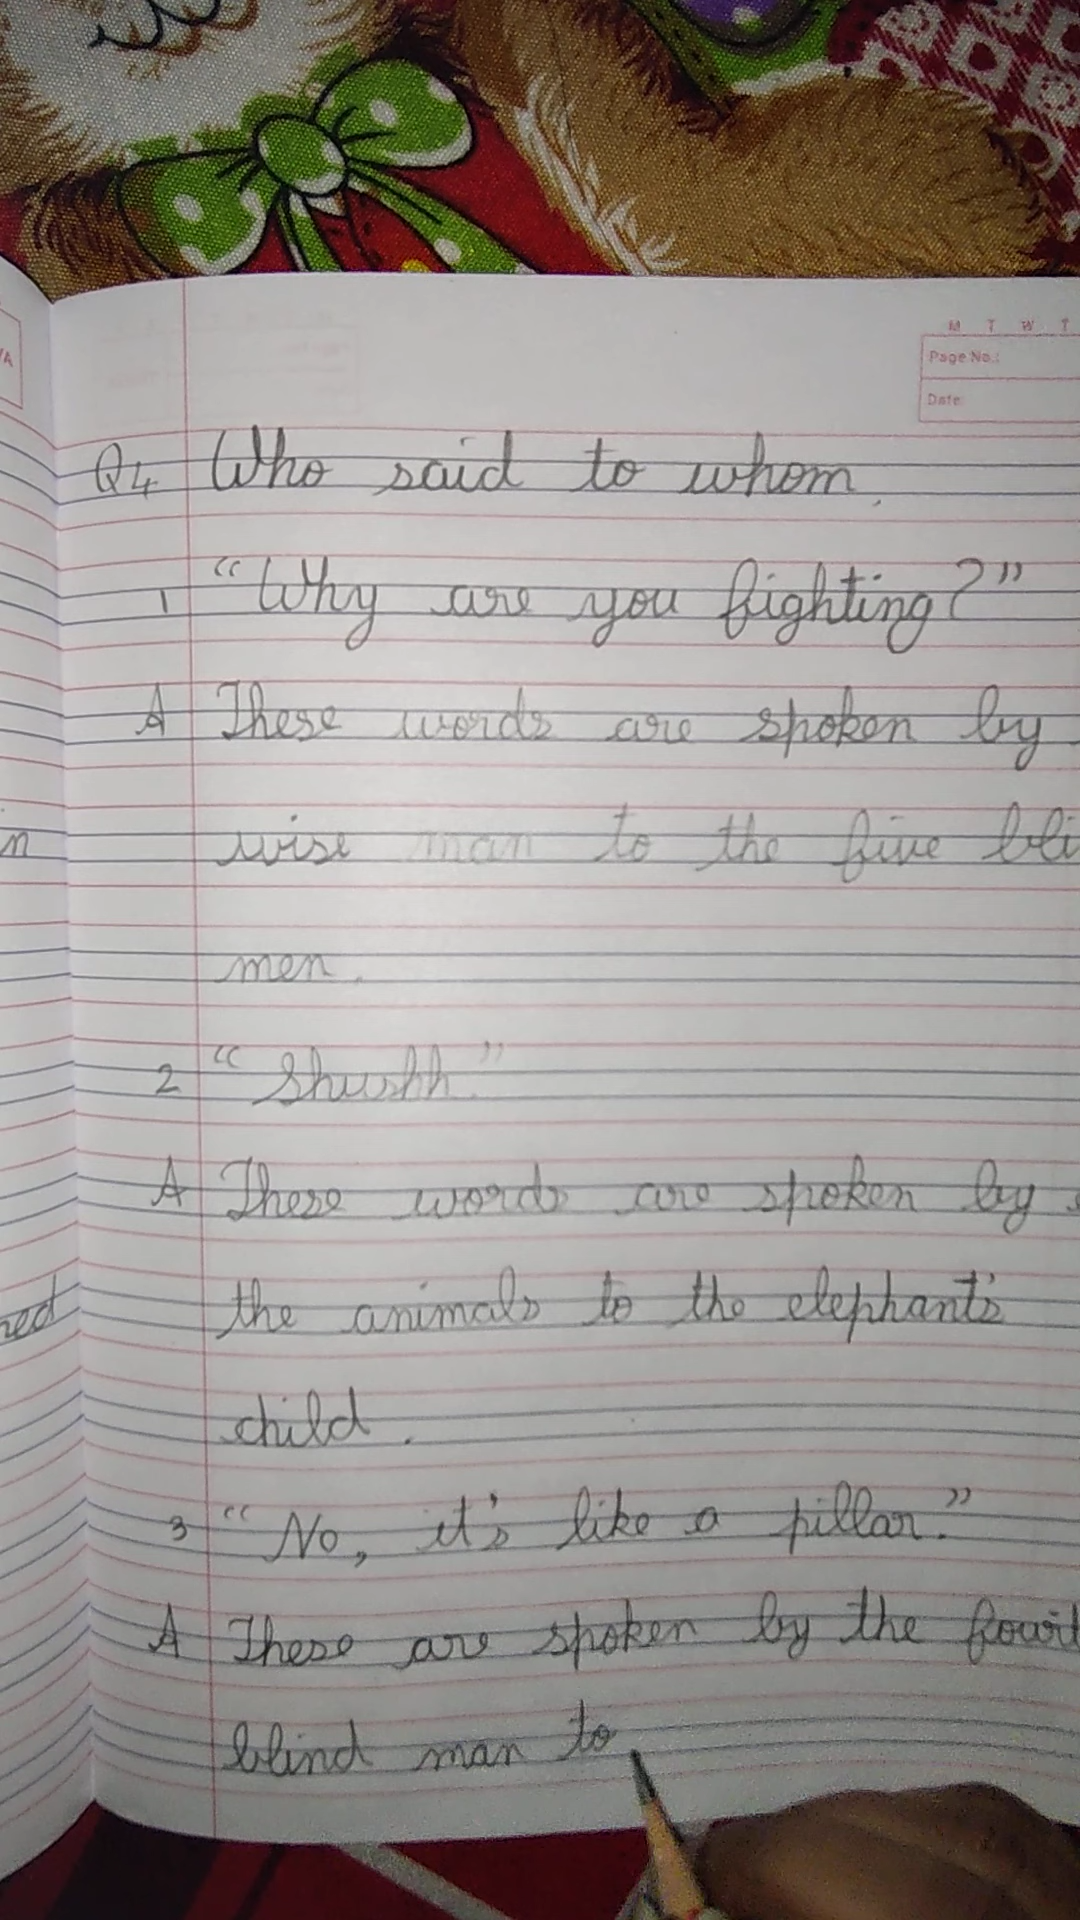 M T W T
Page No.:
Date:
Q4 Who said to whom.
1 "Why are you fighting?"
A These words are spoken by
wise man to the five bli
men.
2 "Shushh."
A These words are spoken by
the animals to the elephant's
child.
3 "No, it's like a pillar."
A These are spoken by the
blind man to